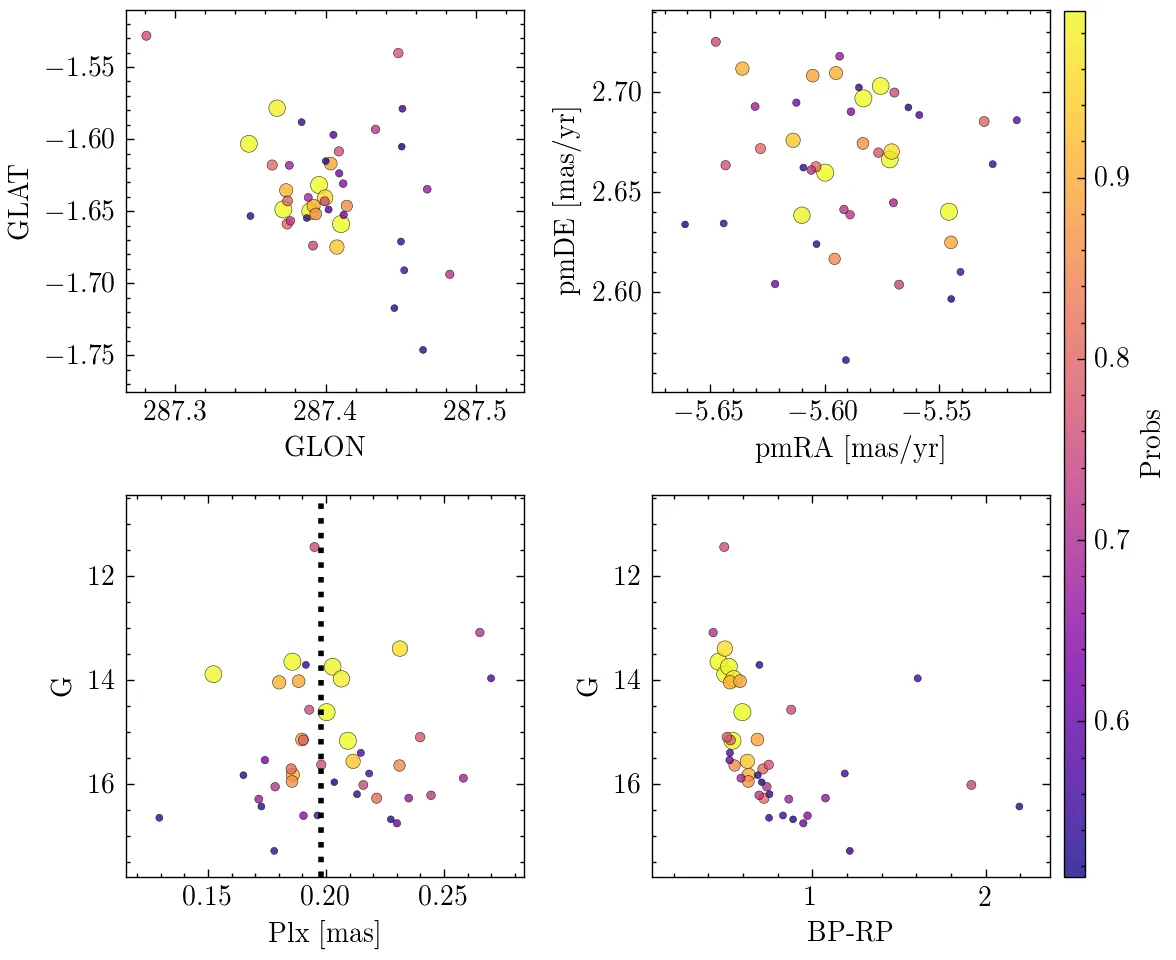 −1.55
−1.60
−1.65
−1.70
−1.75
GLAT
287.3 287.4 287.5
GLON
2.70
2.65
2.60
pmDE [mas/yr]
−5.65 −5.60 −5.55
pmRA [mas/yr]
12
14
16
G
0.15 0.20 0.25
Plx [mas]
12
14
16
G
1 2
BP-RP
0.9
0.8
0.7
0.6
Probs